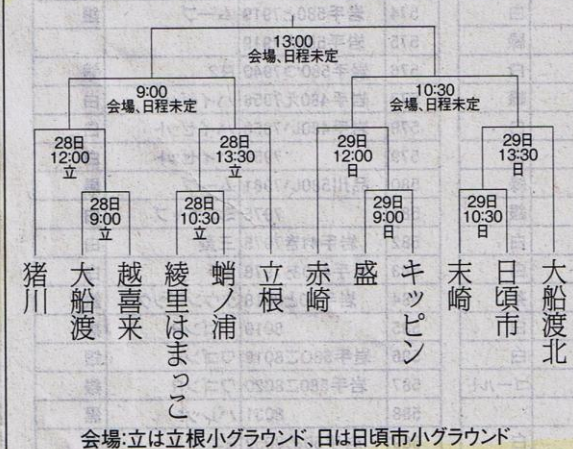 13:00
会場、日程未定
9:00
会場、日程未定
10:30
会場、日程未定
28日
12:00
立
28日
13:30
立
29日
12:00
日
29日
13:30
日
28日
9:00
立
28日
10:30
立
29日
9:00
日
29日
10:30
日
猪川
大船渡
越喜来
綾里はまっこ
蛸ノ浦
立根
赤崎
盛
キッピン
末崎
日頃市
大船渡北
会場:立は立根小グラウンド、日は日頃市小グラウンド